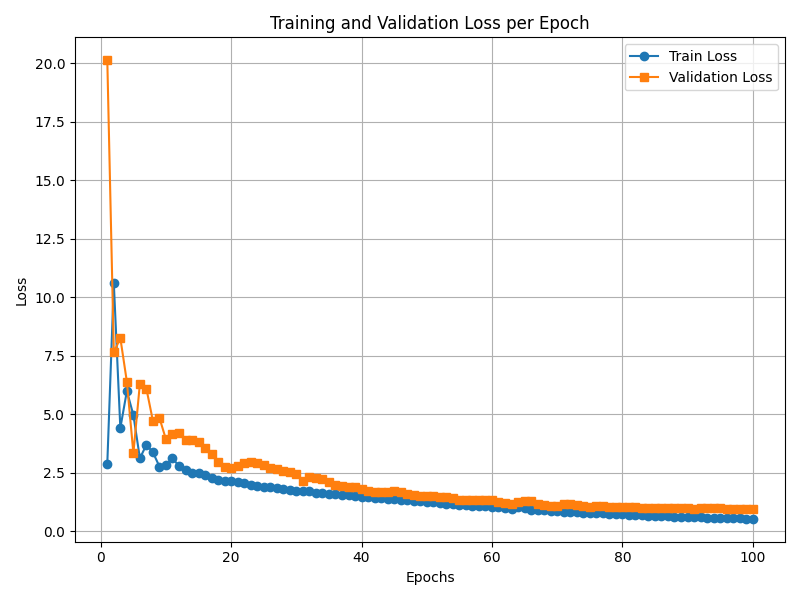 Training and Validation Loss per Epoch
Train Loss
Validation Loss
20.0
17.5
15.0
12.5
10.0
7.5
5.0
2.5
0.0
Loss
0 20 40 60 80 100
Epochs